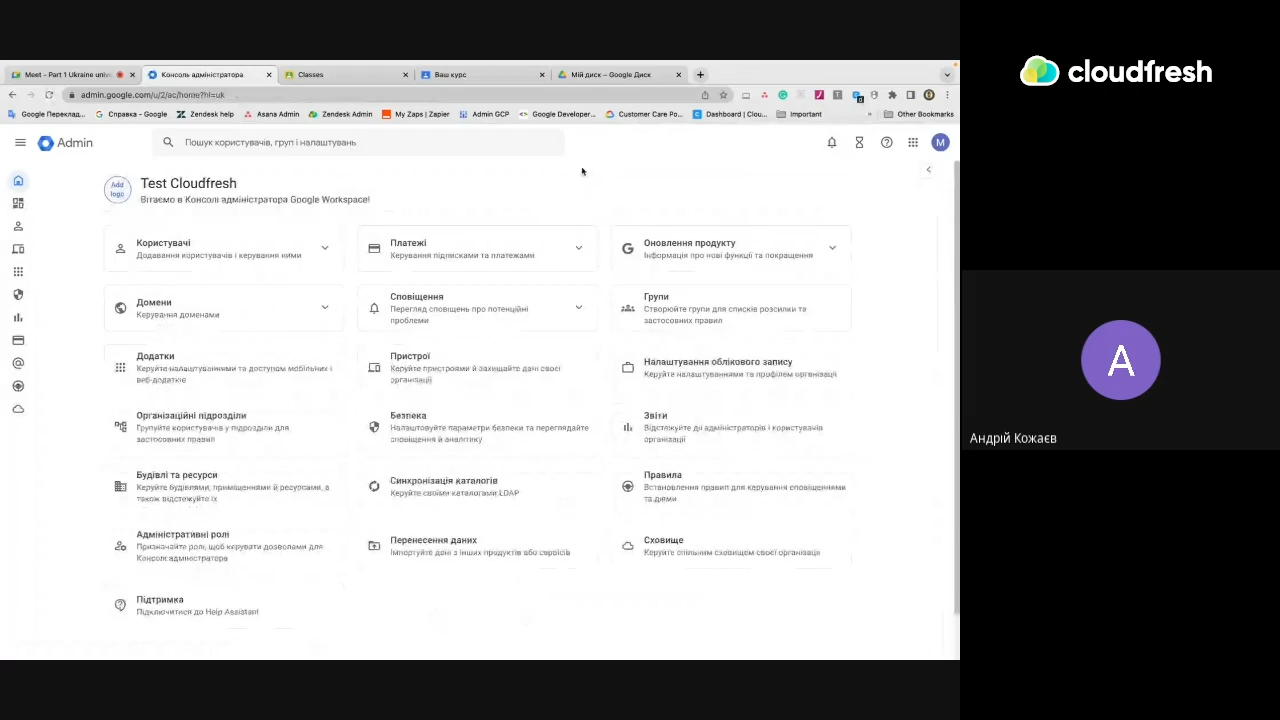 Meet - Part 1 Ukraine univ
Консоль адміністратора
Classes
Ваш курс
Мій диск – Google Диск
admin.google.com/u/2/ac/home?hl=uk
Google Переклад...
Справка - Google
Zendesk help
Asana Admin
Zendesk Admin
My Zaps | Zapier
Admin GCP
Google Developer...
Customer Care Po...
Dashboard | Clou...
Important
Other Bookmarks
Admin
Пошук користувачів, груп і налаштувань
M
Add
logo
Test Cloudfresh
Вітаємо в Консолі адміністратора Google Workspace!
Користувачі
Додавання користувачів і керування ними
Платежі
Керування підписками та платежами
Оновлення продукту
Інформація про нові функції та покращення
Домени
Керування доменами
Сповіщення
Перегляд сповіщень про потенційні
проблеми
Групи
Створюйте групи для списків розсилки та
застосовних правил
Додатки
Керуйте налаштуваннями та доступом мобільних і
веб-додатків
Пристрої
Керуйте пристроями й захищайте дані своєї
організації
Налаштування облікового запису
Керуйте налаштуваннями та профілем організації
Організаційні підрозділи
Групуйте користувачів у підрозділи для
застосовних правил
Безпека
Налаштовуйте параметри безпеки та переглядайте
сповіщення й аналітику
Звіти
Відстежуйте дії адміністраторів і користувачів
організації
Будівлі та ресурси
Керуйте будівлями, приміщеннями й ресурсами, а
також відстежуйте їх
Синхронізація каталогів
Керуйте своїми каталогами LDAP
Правила
Встановлення правил для керування сповіщеннями
та діями
Адміністративні ролі
Призначайте ролі, щоб керувати дозволами для
Консолі адміністратора
Перенесення даних
Імпортуйте дані з інших продуктів або сервісів
Сховище
Керуйте спільним сховищем своєї організації
Підтримка
Підключитися до Help Assistant
cloudfresh
А
Андрій Кожаєв